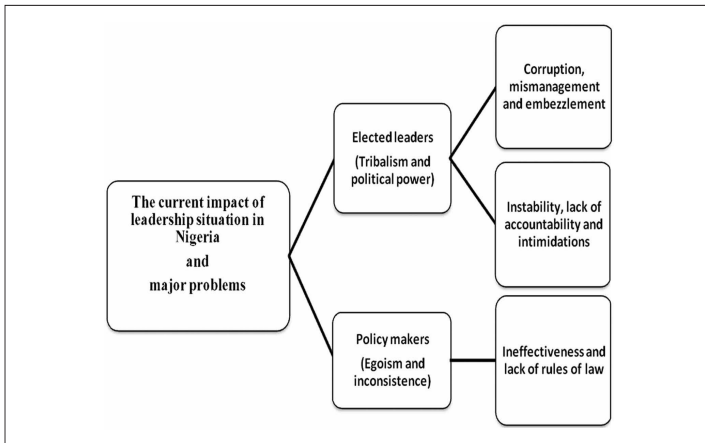 The current impact of
leadership situation in
Nigeria
and
major problems
Elected leaders
(Tribalism and
political power)
Corruption,
mismanagement
and embezzlement
Instability, lack of
accountability and
intimidations
Policy makers
(Egoism and
inconsistence)
Ineffectiveness and
lack of rules of law